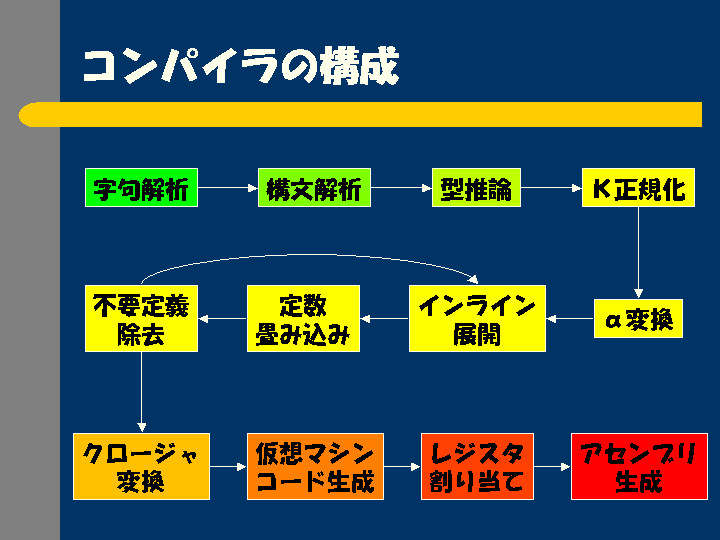 コンパイラの構成
字句解析
構文解析
型推論
K正規化
不要定義
除去
定数
畳み込み
インライン
展開
α変換
クロージャ
変換
仮想マシン
コード生成
レジスタ
割り当て
アセンブリ
生成